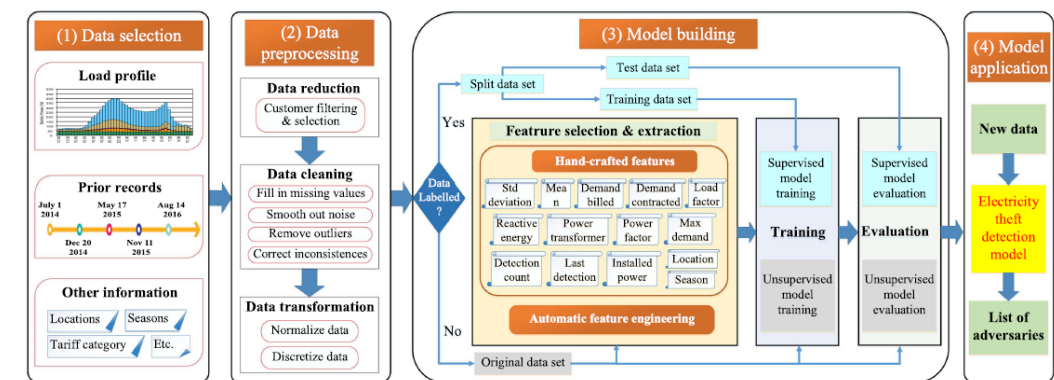 (1) Data selection
Load profile
Prior records
July 1
2014
May 17
2015
Aug 14
2016
Dec 20
2014
Nov 11
2015
Other information
Locations
Seasons
Tariff category
Etc.
(2) Data
preprocessing
Data reduction
Customer filtering
& selection
Data cleaning
Fill in missing values
Smooth out noise
Remove outliers
Correct inconsistences
Data transformation
Normalize data
Discretize data
(3) Model building
Data
Labelled
?
Yes
No
Split data set
Test data set
Training data set
Featrure selection & extraction
Hand-crafted features
Std
deviation
Mea
n
Demand
billed
Demand
contracted
Load
factor
Reactive
energy
Power
transformer
Power
factor
Max
demand
Detection
count
Last
detection
Installed
power
Location
Season
Automatic feature engineering
Original data set
Supervised
model
training
Training
Unsupervised
model
training
Supervised
model
evaluation
Evaluation
Unsupervised
model
evaluation
(4) Model
application
New data
Electricity
theft
detection
model
List of
adversaries